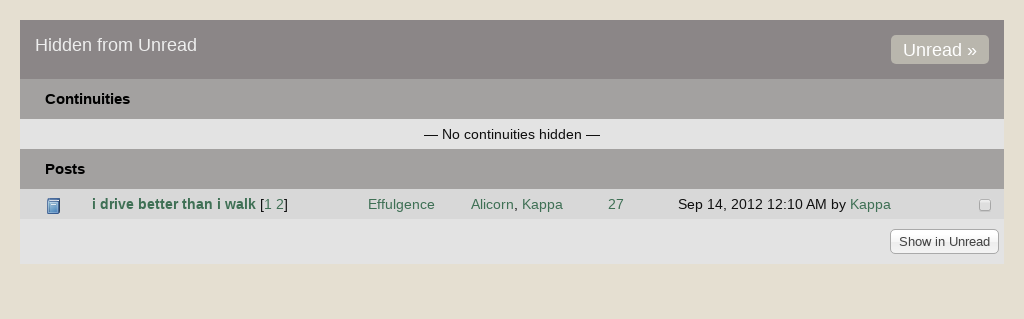 Hidden from Unread
Unread »
Continuities
— No continuities hidden —
Posts
i drive better than i walk [1 2] Effulgence Alicorn, Kappa 27 Sep 14, 2012 12:10 AM by Kappa
Show in Unread